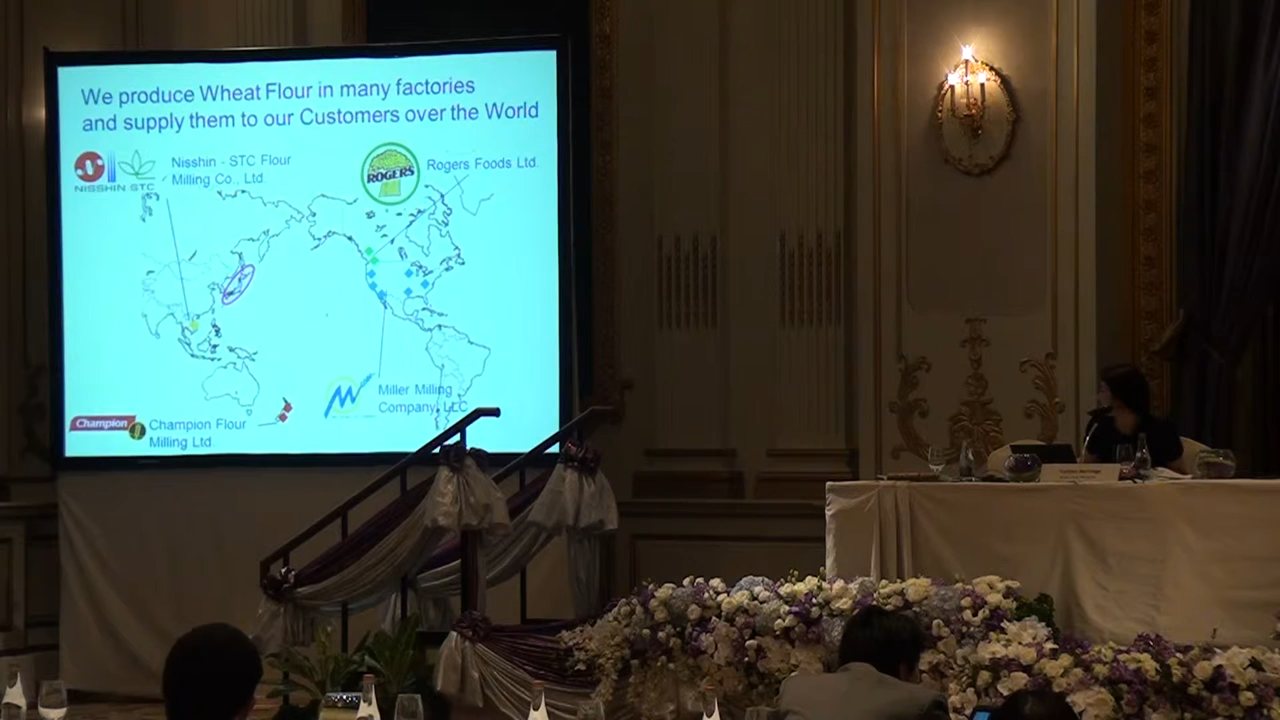 We produce Wheat Flour in many factories
and supply them to our Customers over the World
NISSHIN STC
Nisshin - STC Flour
Milling Co., Ltd.
ROGERS
Rogers Foods Ltd.
Miller Milling
Company, LLC
Champion
Champion Flour
Milling Ltd.